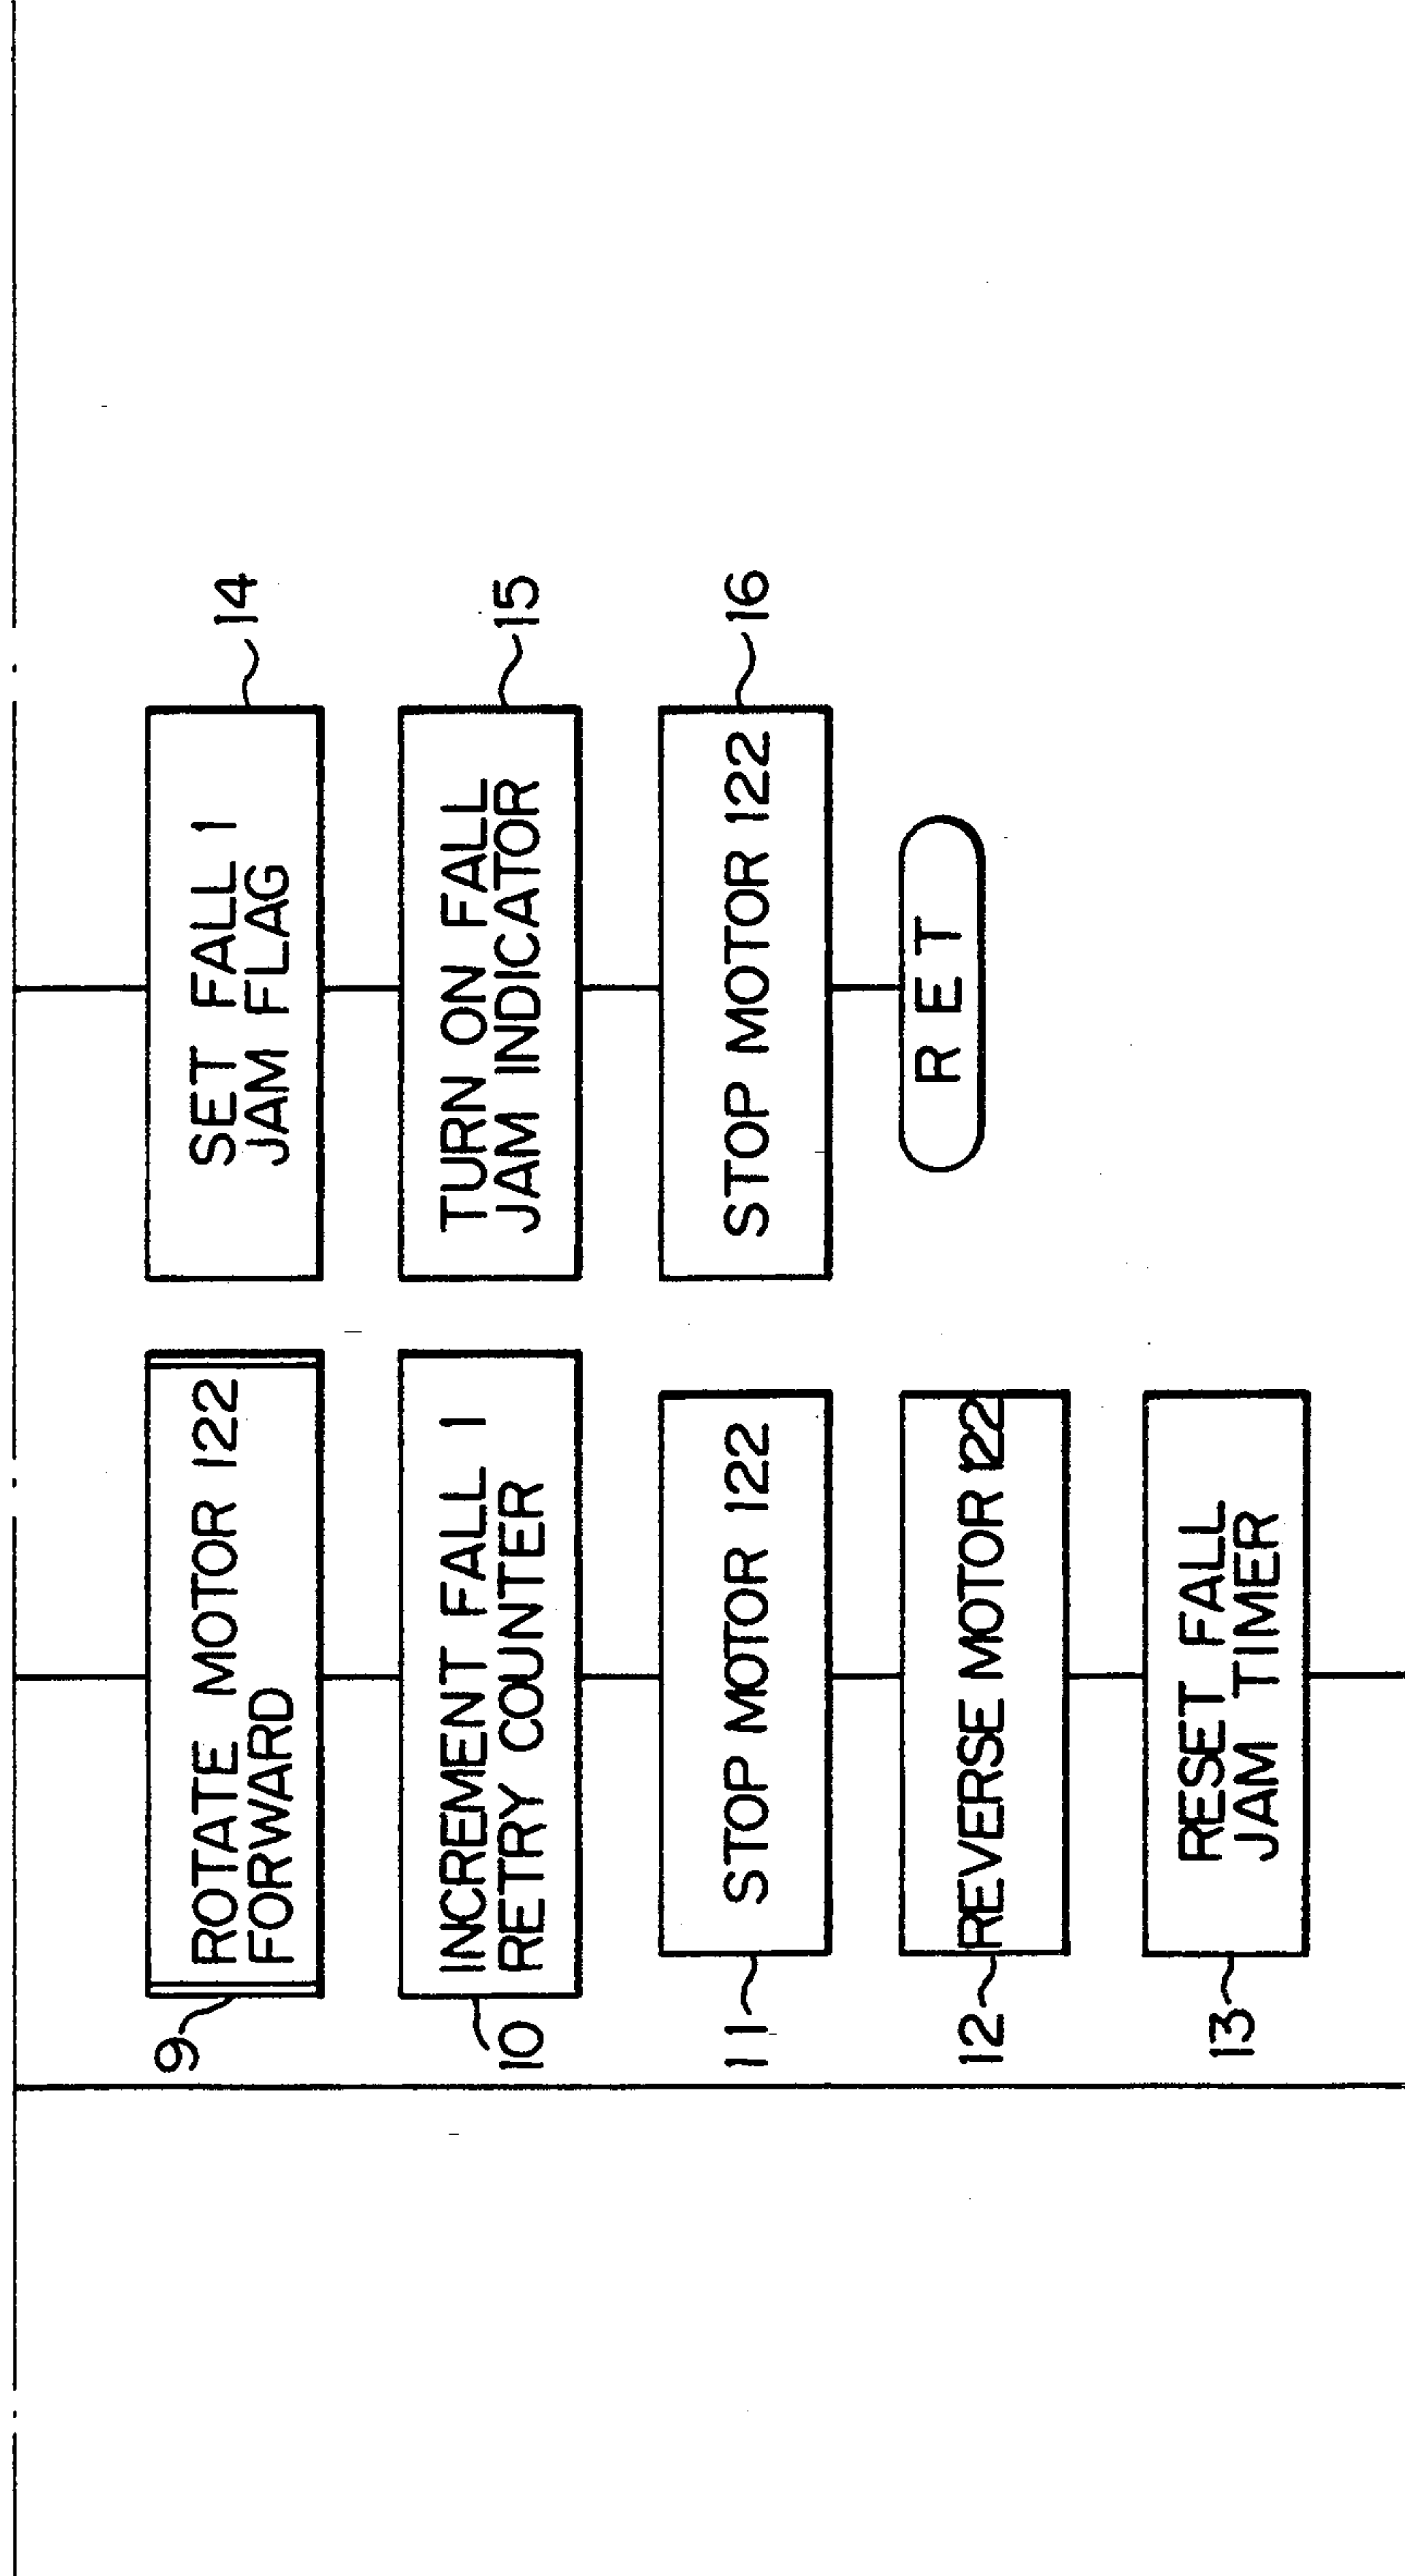 9
ROTATE MOTOR 122
FORWARD
10
INCREMENT FALL 1
RETRY COUNTER
11
STOP MOTOR 122
12
REVERSE MOTOR 122
13
RESET FALL
JAM TIMER
SET FALL 1
JAM FLAG
14
TURN ON FALL
JAM INDICATOR
15
STOP MOTOR 122
16
RET